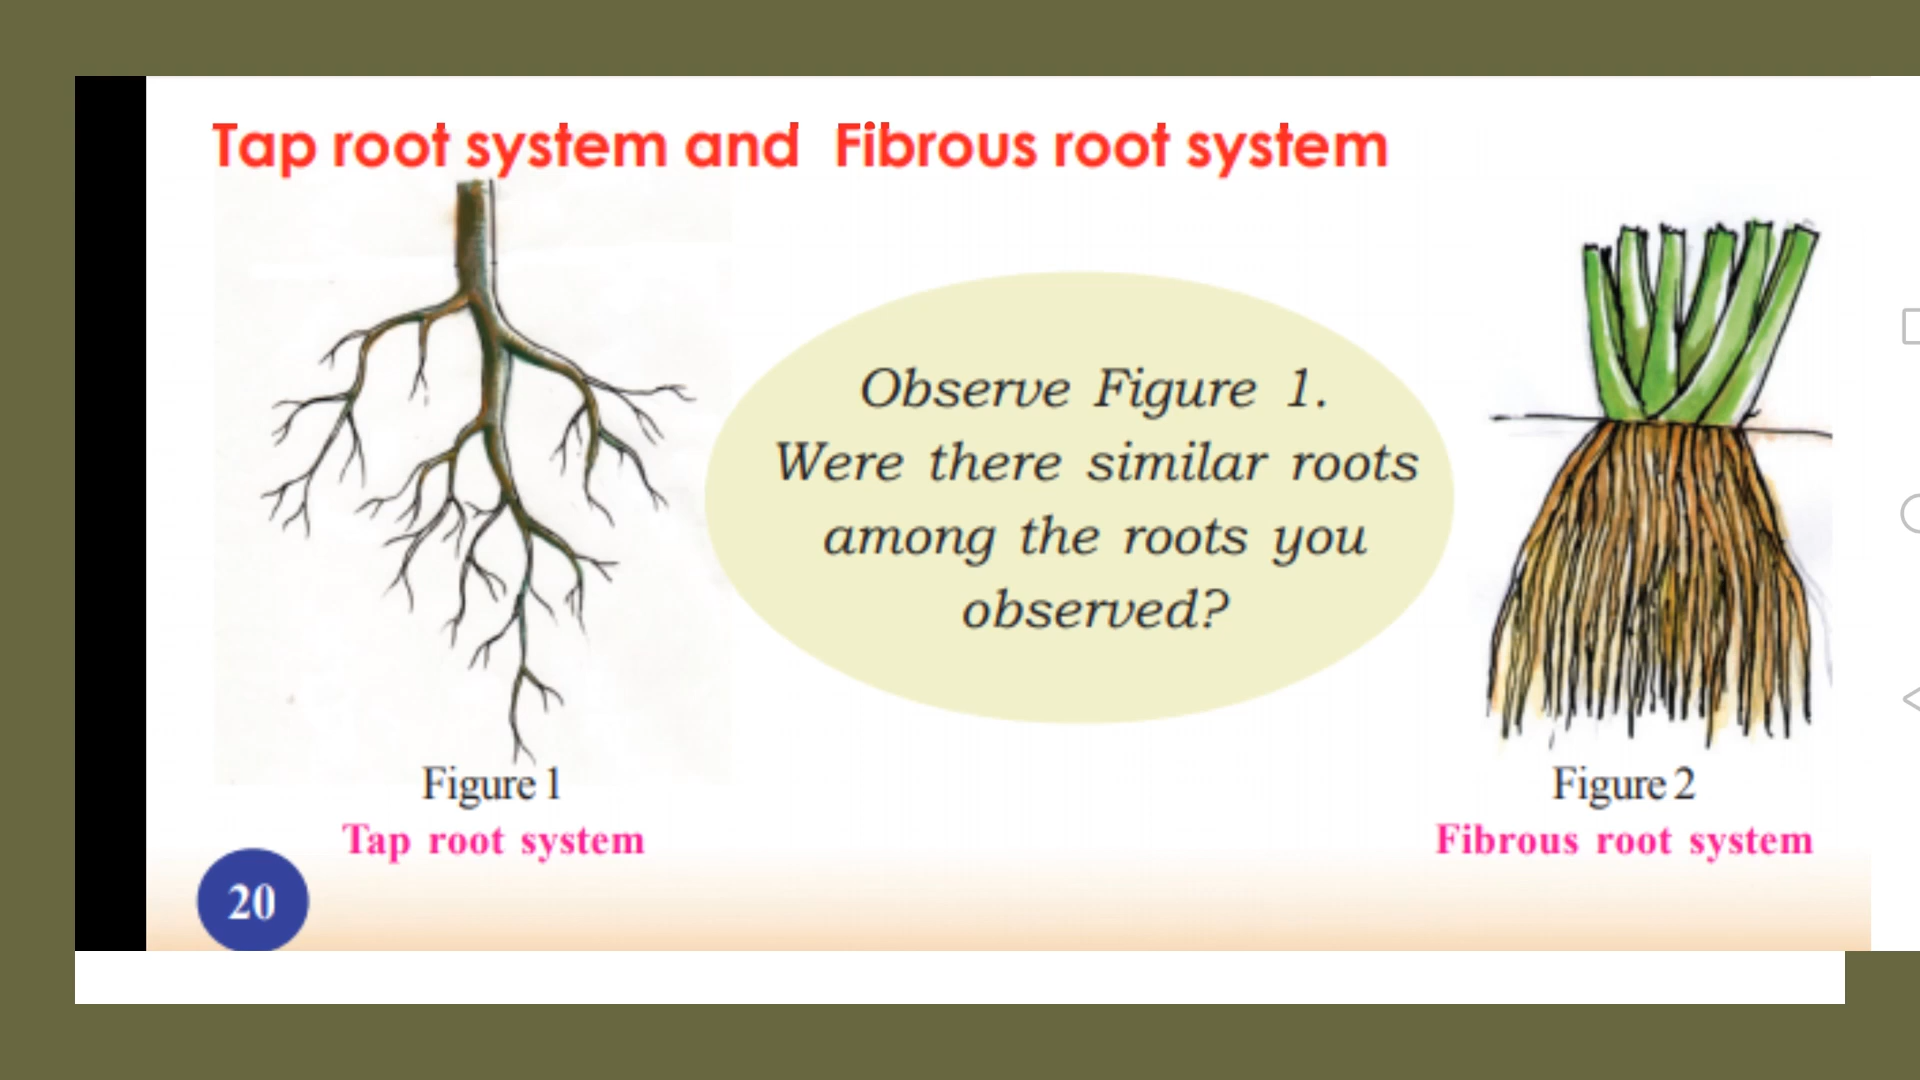 Tap root system and Fibrous root system
Observe Figure 1.
Were there similar roots
among the roots you
observed?
Figure 1
Tap root system
Figure 2
Fibrous root system
20